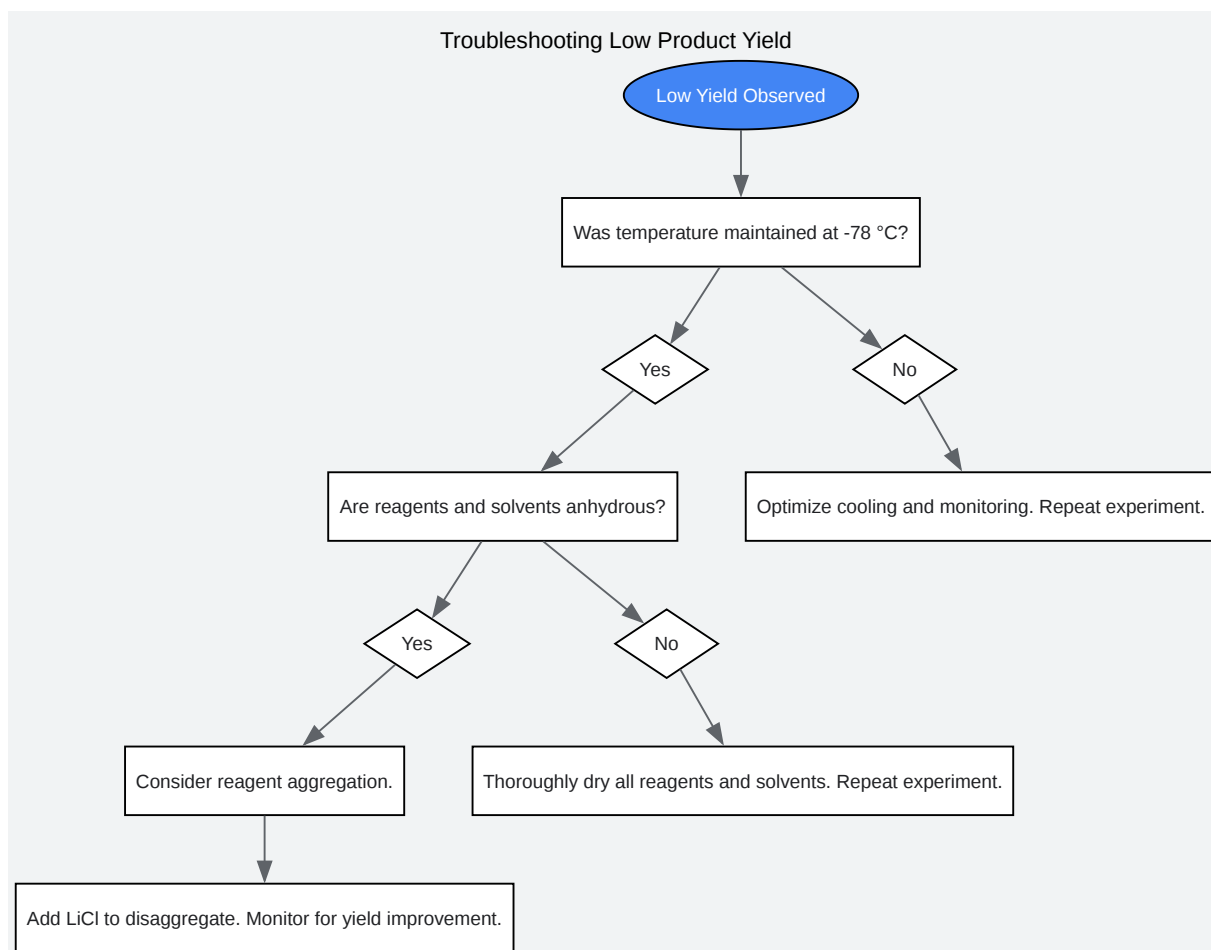 Troubleshooting Low Product Yield
Low Yield Observed
Was temperature maintained at -78 °C?
Yes
No
Are reagents and solvents anhydrous?
Optimize cooling and monitoring. Repeat experiment.
Yes
No
Consider reagent aggregation.
Thoroughly dry all reagents and solvents. Repeat experiment.
Add LiCl to disaggregate. Monitor for yield improvement.